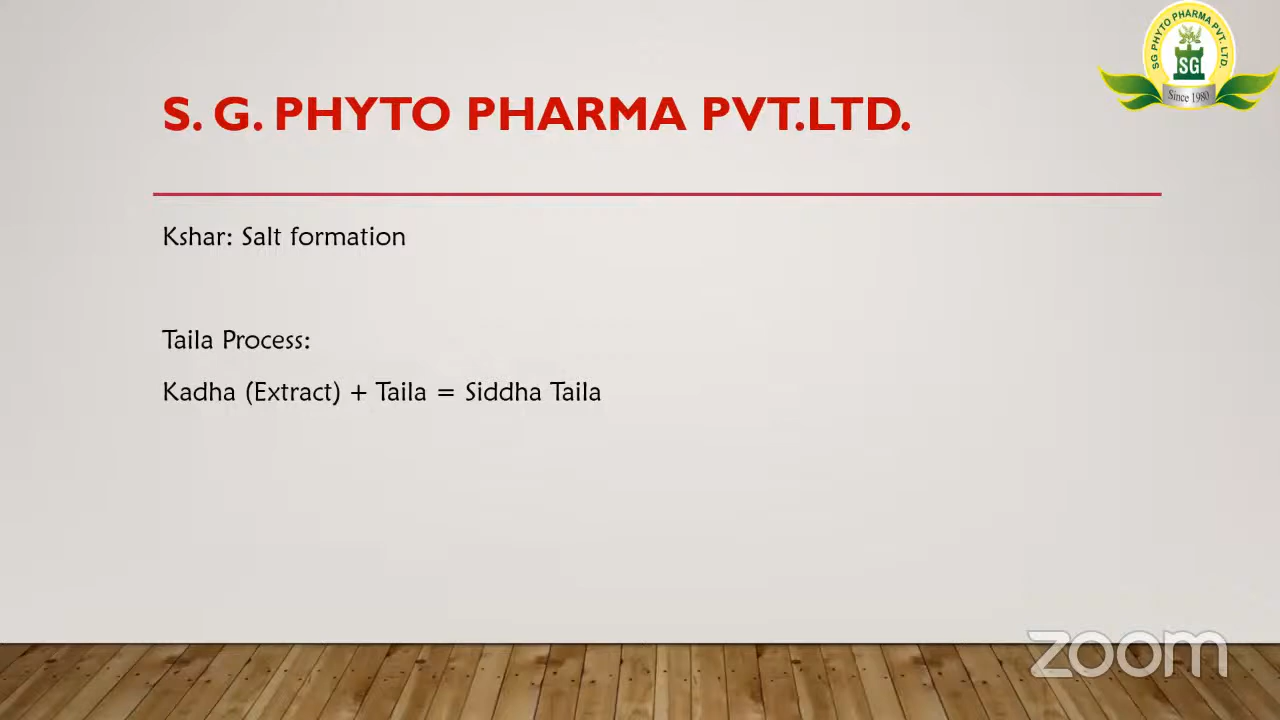 SG PHYTO PHARMA PVT. LTD.
SG
Since 1980
S. G. PHYTO PHARMA PVT.LTD.
Kshar: Salt formation
Taila Process:
Kadha (Extract) + Taila = Siddha Taila
zoom